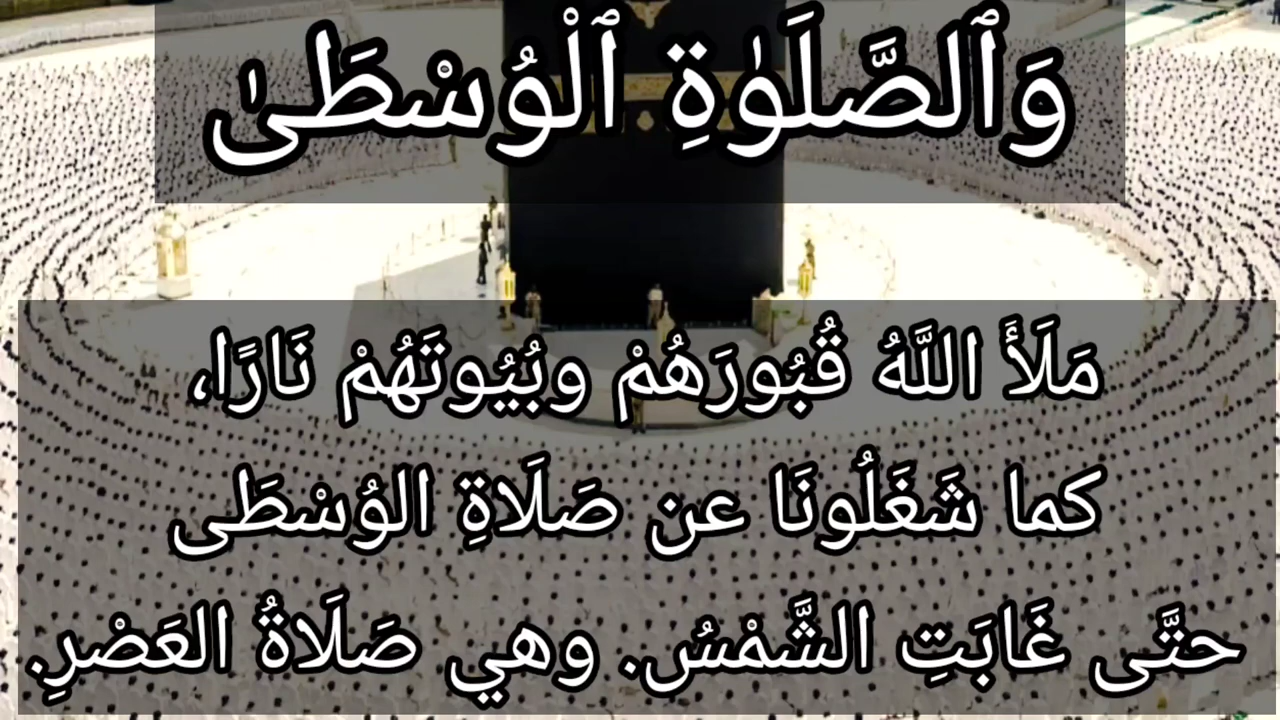 وَٱلصَّلَوٰةِ ٱلْوُسْطَىٰ
مَلَأَ اللَّهُ قُبُورَهُمْ وبُيُوتَهُمْ نَارًا،
كما شَغَلُونَا عن صَلَاةِ الوُسْطَى
حتَّى غَابَتِ الشَّمْسُ. وهي صَلَاةُ العَصْرِ.